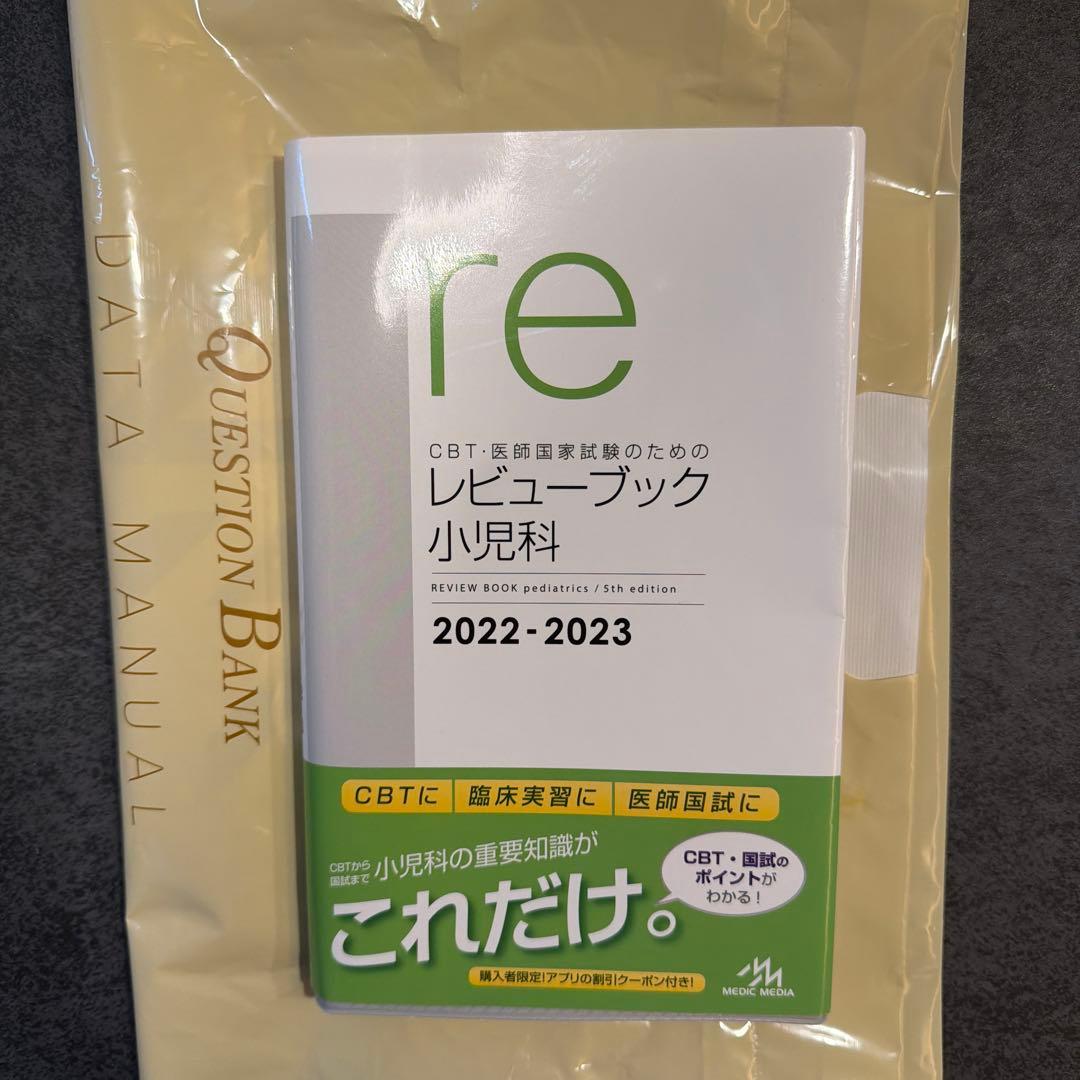 DATA MANUAL
QUESTION BANK
re
CBT・医師国家試験のための
レビューブック
小児科
REVIEW BOOK pediatrics / 5th edition
2022-2023
CBTに
臨床実習に
医師国試に
CBTから
国試まで
小児科の重要知識が
これだけ。
CBT・国試の
ポイントが
わかる!
購入者限定!アプリの割引クーポン付き!
MEDIC MEDIA